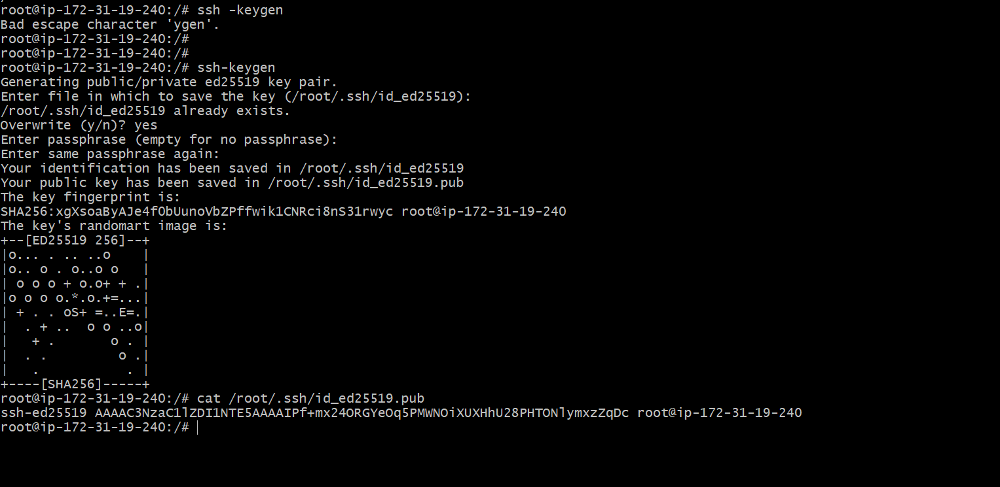 root@ip-172-31-19-240:/# ssh -keygen
Bad escape character 'ygen'.
root@ip-172-31-19-240:/#
root@ip-172-31-19-240:/#
root@ip-172-31-19-240:/# ssh-keygen
Generating public/private ed25519 key pair.
Enter file in which to save the key (/root/.ssh/id_ed25519):
/root/.ssh/id_ed25519 already exists.
Overwrite (y/n)? yes
Enter passphrase (empty for no passphrase):
Enter same passphrase again:
Your identification has been saved in /root/.ssh/id_ed25519
Your public key has been saved in /root/.ssh/id_ed25519.pub
The key fingerprint is:
SHA256:xgXsoaByAJe4fObUunoVbZPffwik1CNRci8nS31rwyc root@ip-172-31-19-240
The key's randomart image is:
+--[ED25519 256]--+
|o... . .. ..o    |
|o.. o . o..o o   |
| o o o + o.o+ + .|
|o o o o.*.o.+=...|
| + . . oS+ =..E=.|
|  . + ..  o o ..o|
|   + .       o . |
|  . .         o .|
|   .           . |
+----[SHA256]-----+
root@ip-172-31-19-240:/# cat /root/.ssh/id_ed25519.pub
ssh-ed25519 AAAAC3NzaC1lZDI1NTE5AAAAIPf+mx24ORGYeOq5PMWNOiXUXHhU28PHTONlymxzZqDc root@ip-172-31-19-240
root@ip-172-31-19-240:/#